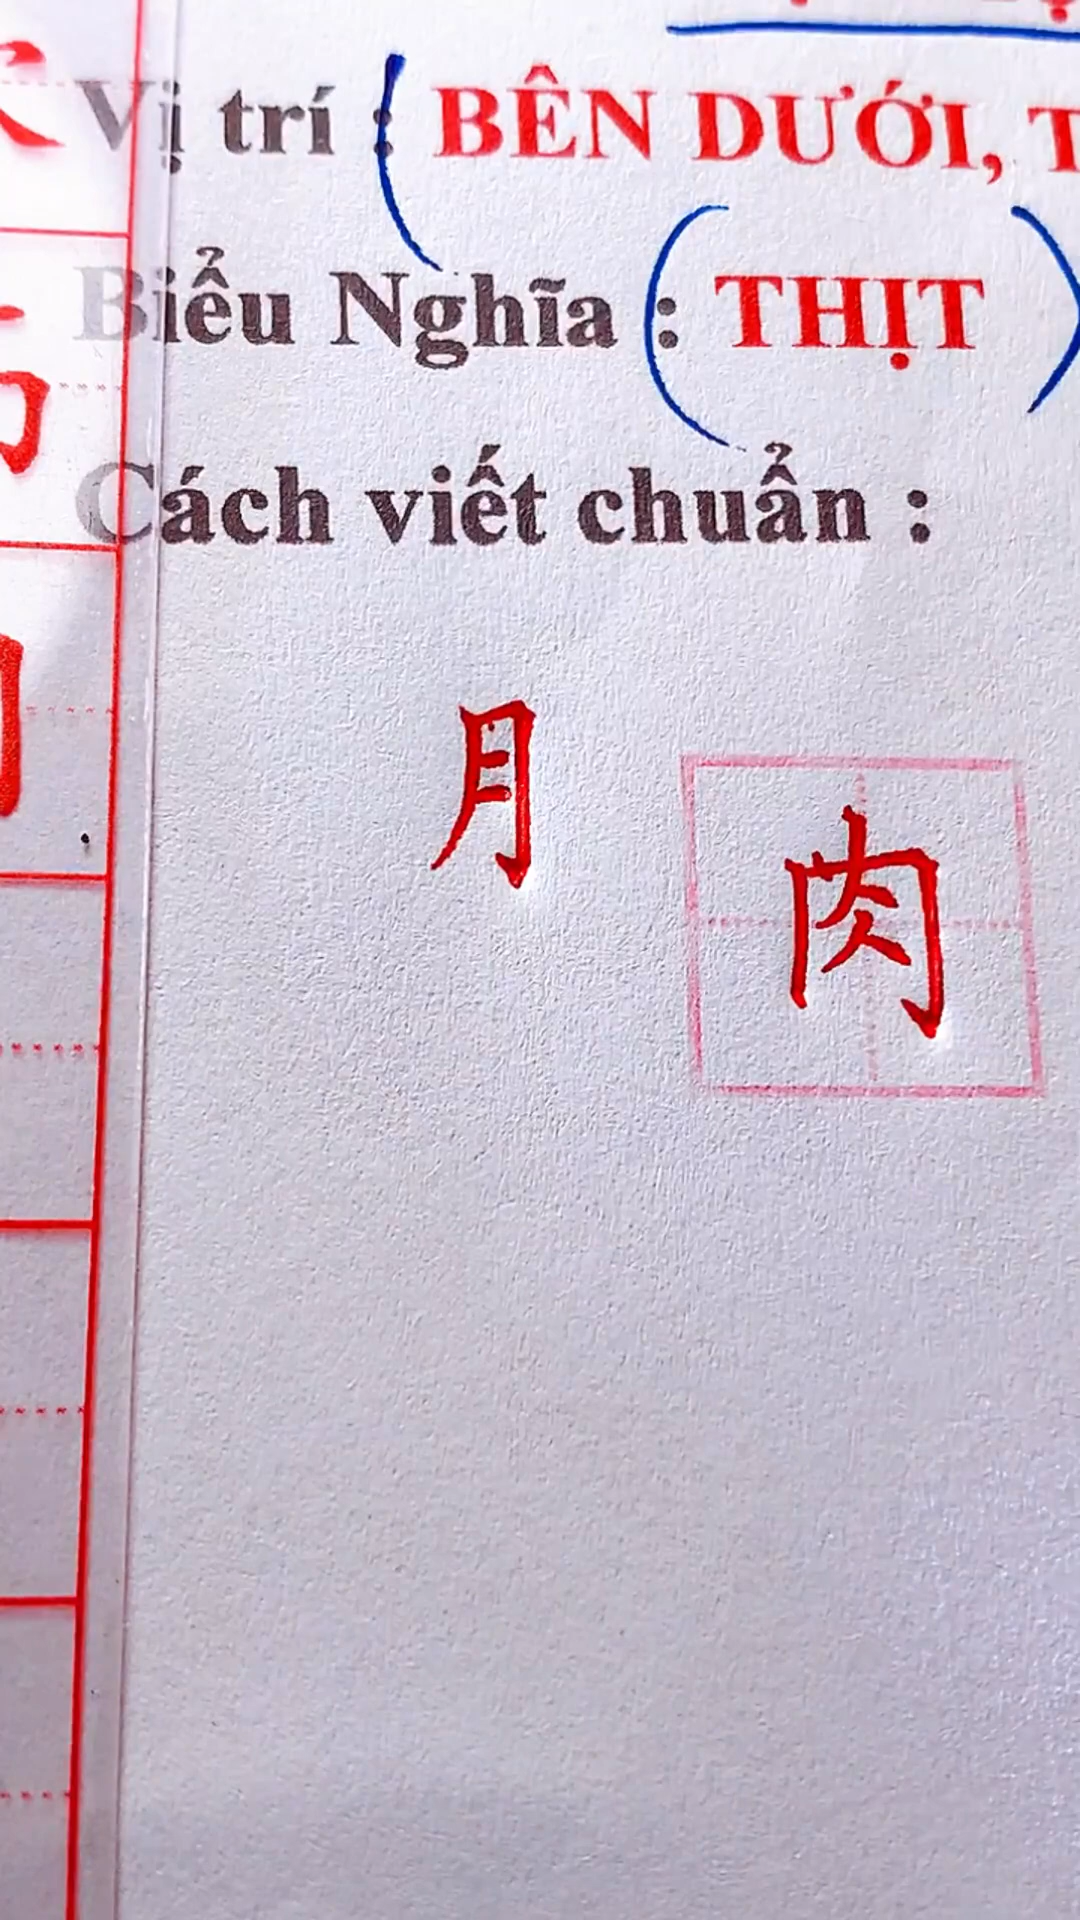 Vị trí : BÊN DƯỚI, T
Biểu Nghĩa : THỊT
Cách viết chuẩn :
月
肉